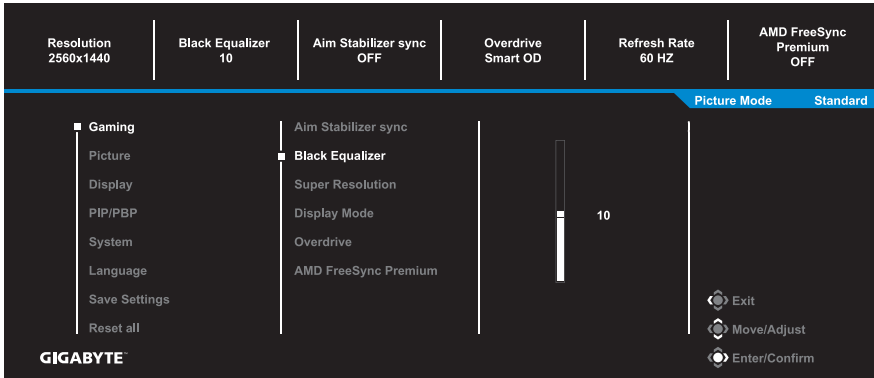 Resolution
2560x1440
Black Equalizer
10
Aim Stabilizer sync
OFF
Overdrive
Smart OD
Refresh Rate
60 HZ
AMD FreeSync
Premium
OFF
Picture Mode Standard
Gaming
Picture
Display
PIP/PBP
System
Language
Save Settings
Reset all
Aim Stabilizer sync
Black Equalizer
Super Resolution
Display Mode
Overdrive
AMD FreeSync Premium
10
Exit
Move/Adjust
Enter/Confirm
GIGABYTE™